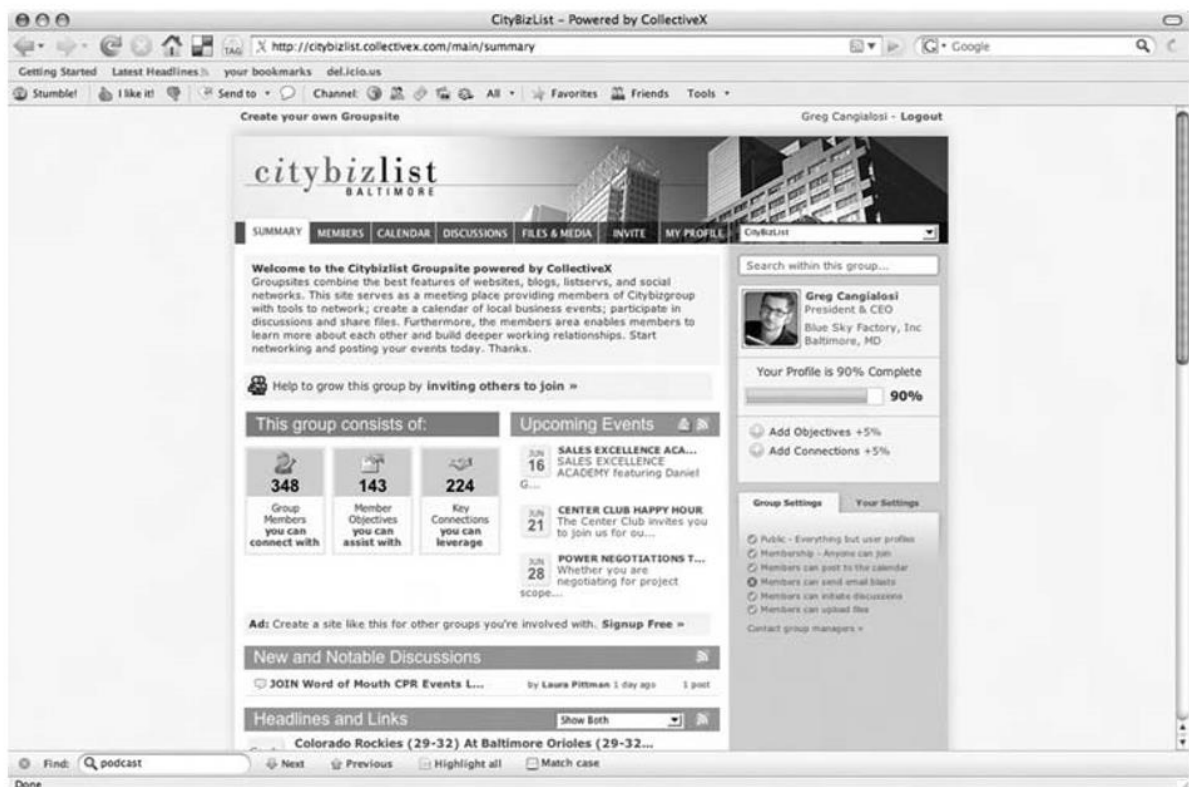 CityBizList – Powered by CollectiveX
TAG
http://citybizlist.collectivex.com/main/summary
Google
Getting Started Latest Headlines your bookmarks del.icio.us
Stumble! I like it! Send to Channel: All Favorites Friends Tools
Create your own Groupsite
Greg Cangialosi - Logout
citybizlist
BALTIMORE
SUMMARY MEMBERS CALENDAR DISCUSSIONS FILES & MEDIA INVITE MY PROFILE
CityBizList
Welcome to the Citybizlist Groupsite powered by CollectiveX
Groupsites combine the best features of websites, blogs, listservs, and social
networks. This site serves as a meeting place providing members of Citybizgroup
with tools to network; create a calendar of local business events; participate in
discussions and share files. Furthermore, the members area enables members to
learn more about each other and build deeper working relationships. Start
networking and posting your events today. Thanks.
Help to grow this group by inviting others to join »
This group consists of:
348
Group
Members
you can
connect with
143
Member
Objectives
you can
assist with
224
Key
Connections
you can
leverage
Upcoming Events
JUN
16
SALES EXCELLENCE ACA...
SALES EXCELLENCE
ACADEMY featuring Daniel
G...
JUN
21
CENTER CLUB HAPPY HOUR
The Center Club invites you
to join us for ou...
JUN
28
POWER NEGOTIATIONS T...
Whether you are
negotiating for project
scope...
Ad: Create a site like this for other groups you're involved with. Signup Free »
New and Notable Discussions
JOIN Word of Mouth CPR Events L... by Laura Pittman 1 day ago 1 post
Headlines and Links
Show Both
Colorado Rockies (29-32) At Baltimore Orioles (29-32...
Search within this group...
Greg Cangialosi
President & CEO
Blue Sky Factory, Inc
Baltimore, MD
Your Profile is 90% Complete
90%
Add Objectives +5%
Add Connections +5%
Group Settings Your Settings
Public - Everything but user profiles
Membership - Anyone can join
Members can post to the calendar
Members can send email blasts
Members can initiate discussions
Members can upload files
Contact group managers »
Find: podcast Next Previous Highlight all Match case
Done